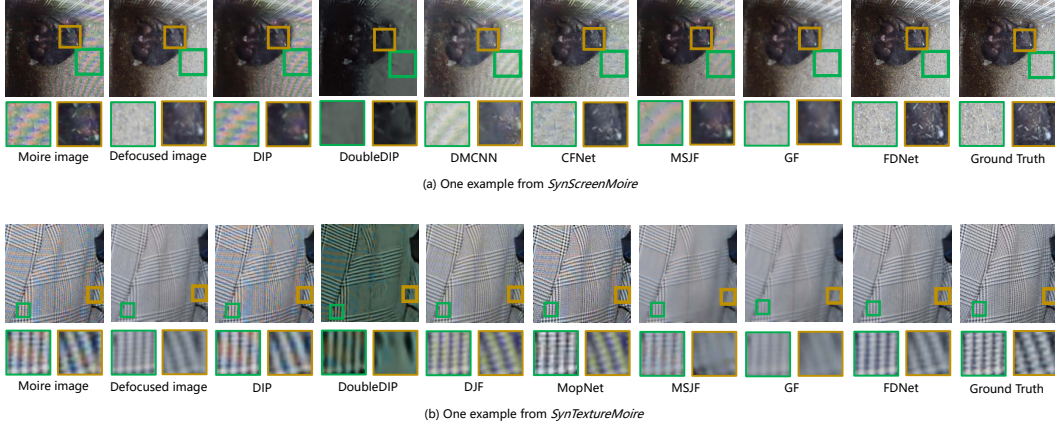 Moire image Defocused image DIP DoubleDIP DMCNN CFNet MSJF GF FDNet Ground Truth
(a) One example from SynScreenMoire
Moire image Defocused image DIP DoubleDIP DJF MopNet MSJF GF FDNet Ground Truth
(b) One example from SynTextureMoire